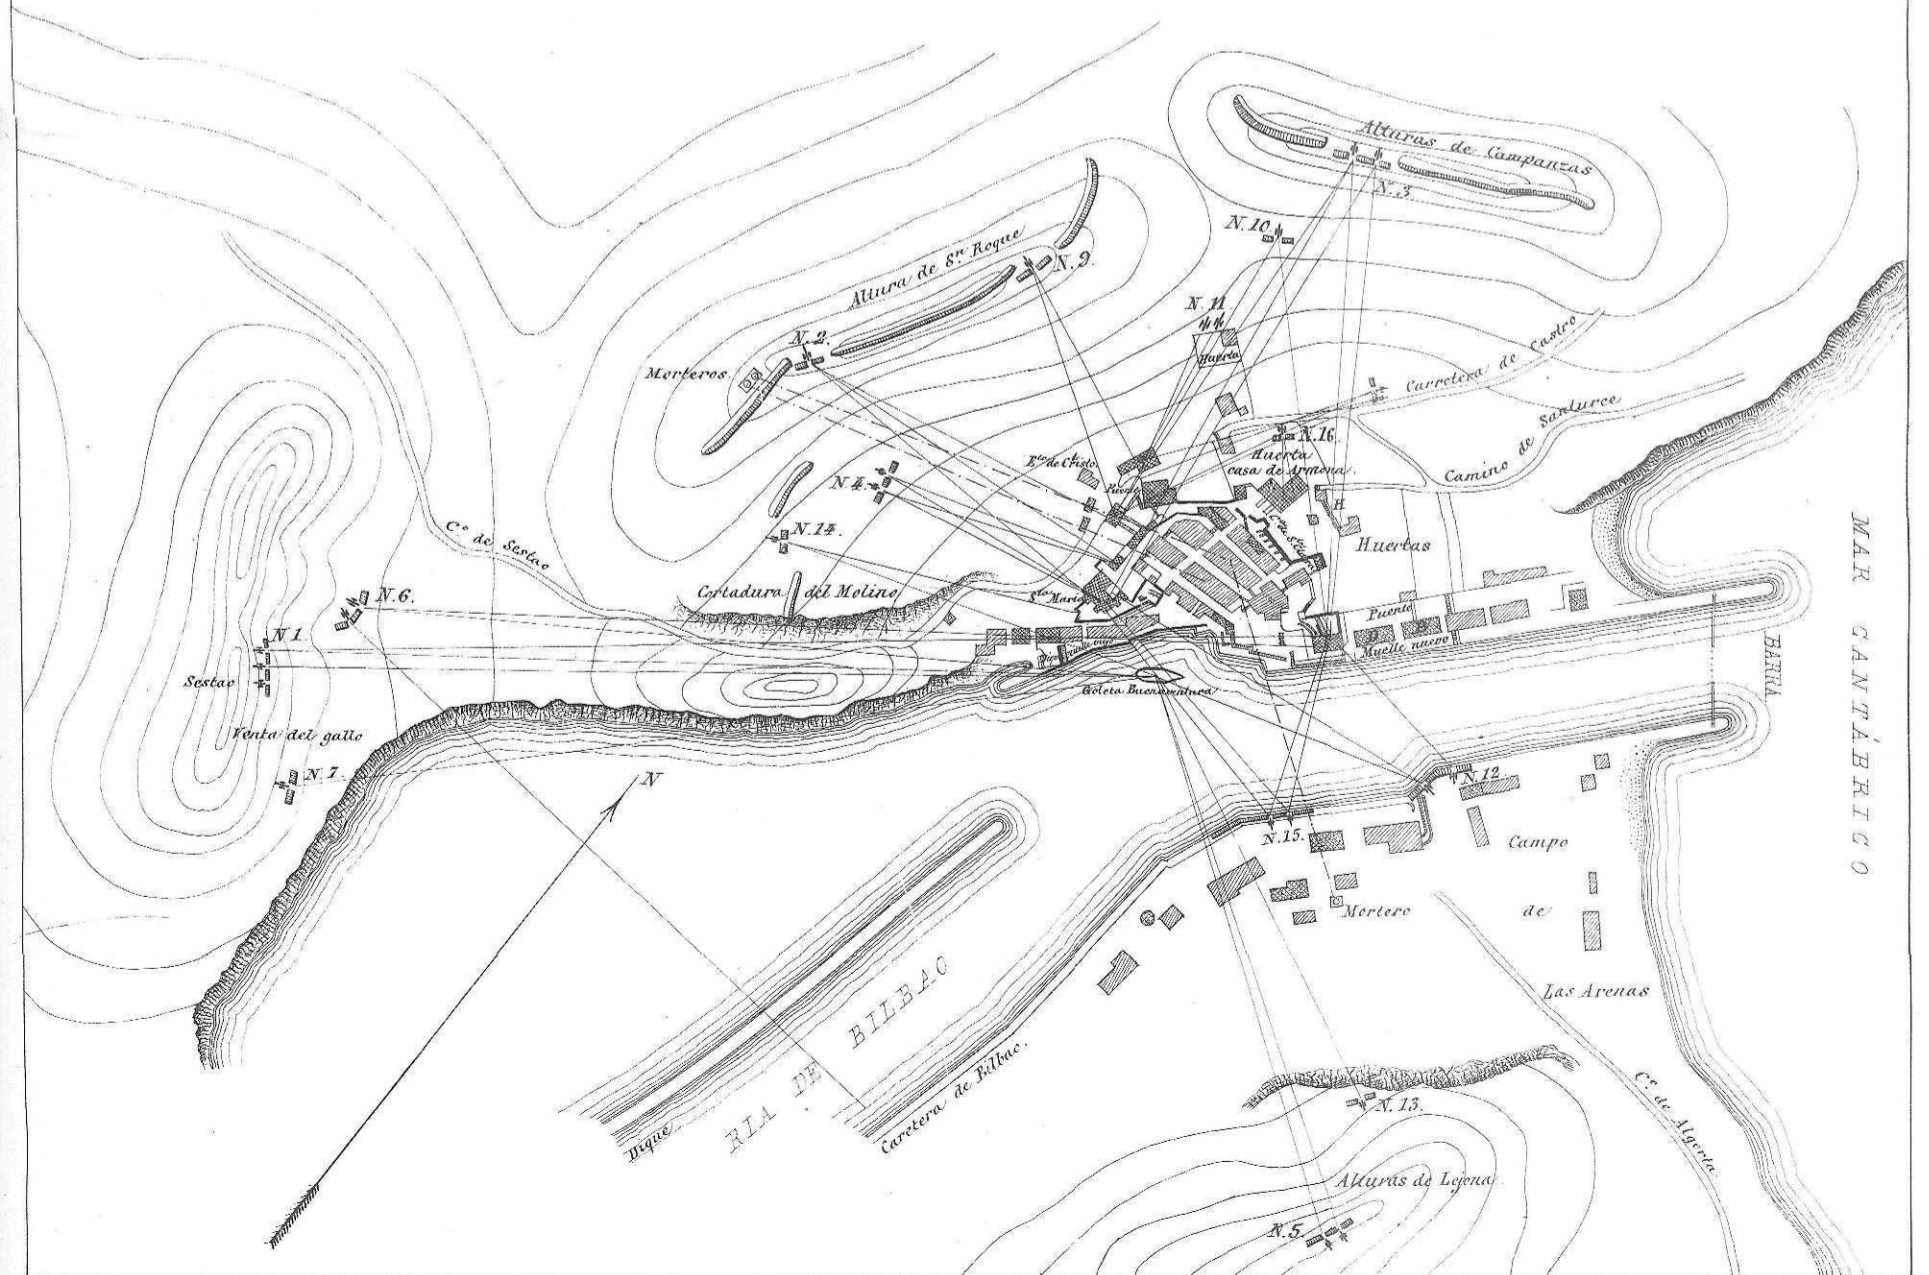 Alturas de Campanzas
N. 3
N. 10.
Altura de Sn. Roque
N. 9.
N. 11
Huerta
N. 2.
Morteros
Carretera de Castro
Camino de Santurce
N. 16.
Huerta
casa de Armona.
Eto. de Cristo.
Puente
N. 4.
H
Huertas
N. 14.
Co. de Sestao
Cortadura del Molino
Sta. Maria
N. 6.
Puente
Muelle nuevo
N. 1
Sestao
Goleta Buenaventura
BARRA
MAR CANTÁBRICO
Venta del gallo
N. 7.
N
N. 12.
N. 15.
Campo
de
Las Arenas
Mortero
RIA DE BILBAO
Dique
Caretera de Bilbao.
N. 13.
Co. de Algorta
Alturas de Lejona
N. 5.